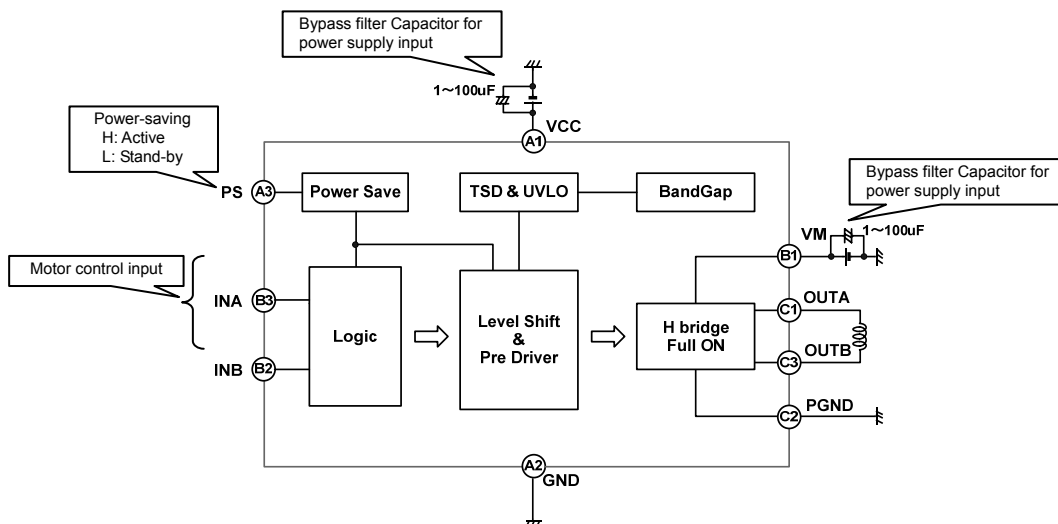 Bypass filter Capacitor for
power supply input
1～100uF
VCC
A1
Power-saving
H: Active
L: Stand-by
PS
A3
Power Save
TSD & UVLO
BandGap
Bypass filter Capacitor for
power supply input
1～100uF
VM
B1
Motor control input
INA
B3
INB
B2
Logic
Level Shift
&
Pre Driver
H bridge
Full ON
OUTA
C1
OUTB
C3
PGND
C2
A2
GND